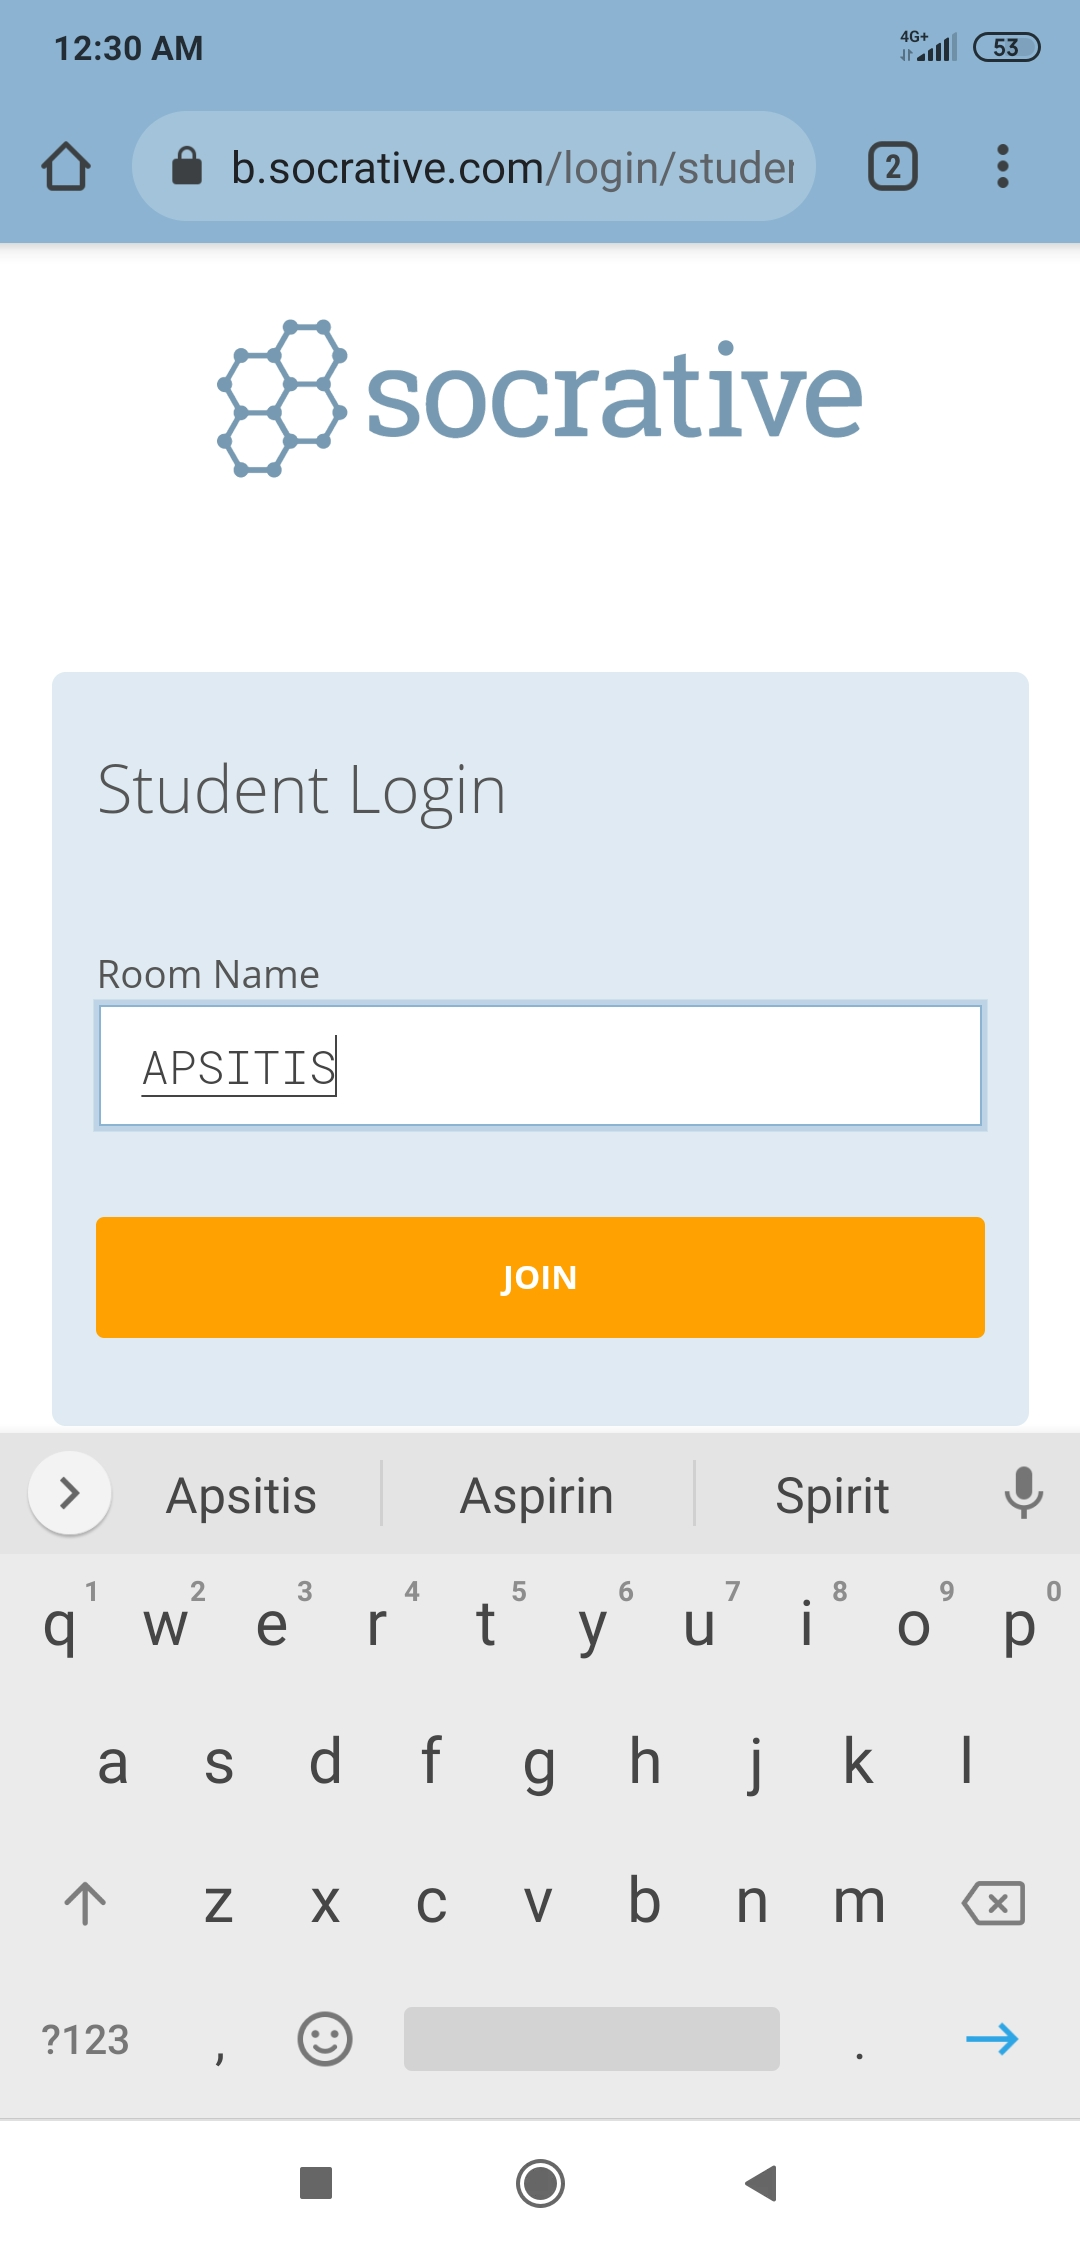 12:30 AM
4G+
53
b.socrative.com/login/studen
2
socrative
Student Login
Room Name
APSITIS
JOIN
Apsitis Aspirin Spirit
1 2 3 4 5 6 7 8 9 0
q w e r t y u i o p
a s d f g h j k l
z x c v b n m
?123 , .